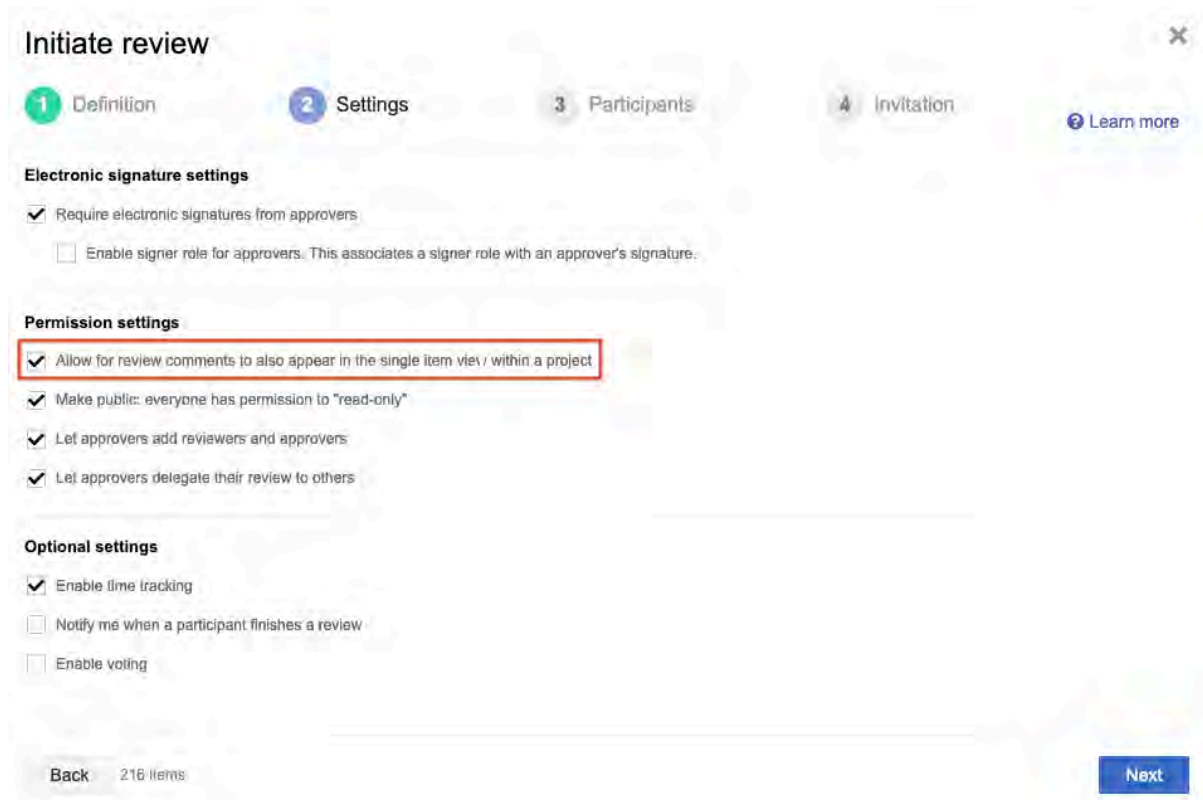 Initiate review
1 Definition 2 Settings 3 Participants 4 Invitation
Learn more
Electronic signature settings
Require electronic signatures from approvers
Enable signer role for approvers. This associates a signer role with an approver's signature.
Permission settings
Allow for review comments to also appear in the single item view within a project
Make public: everyone has permission to "read-only"
Let approvers add reviewers and approvers
Let approvers delegate their review to others
Optional settings
Enable time tracking
Notify me when a participant finishes a review
Enable voting
Back 216 items Next